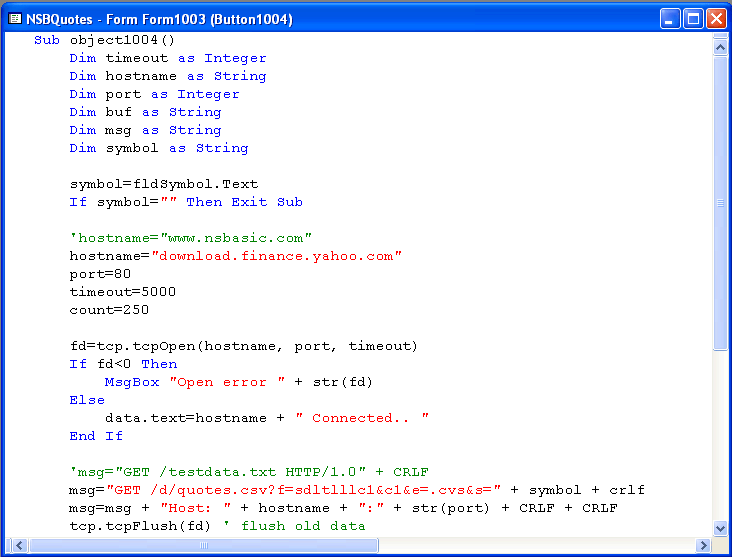 NSBQuotes - Form Form1003 (Button1004)
Sub object1004()
Dim timeout as Integer
Dim hostname as String
Dim port as Integer
Dim buf as String
Dim msg as String
Dim symbol as String
symbol=fldSymbol.Text
If symbol="" Then Exit Sub
'hostname="www.nsbasic.com"
hostname="download.finance.yahoo.com"
port=80
timeout=5000
count=250
fd=tcp.tcpOpen(hostname, port, timeout)
If fd<0 Then
MsgBox "Open error " + str(fd)
Else
data.text=hostname + " Connected.. "
End If
'msg="GET /testdata.txt HTTP/1.0" + CRLF
msg="GET /d/quotes.csv?f=sdltlllc1&c1&e=.cvs&s=" + symbol + crlf
msg=msg + "Host: " + hostname + ":" + str(port) + CRLF + CRLF
tcp.tcpFlush(fd) ' flush old data